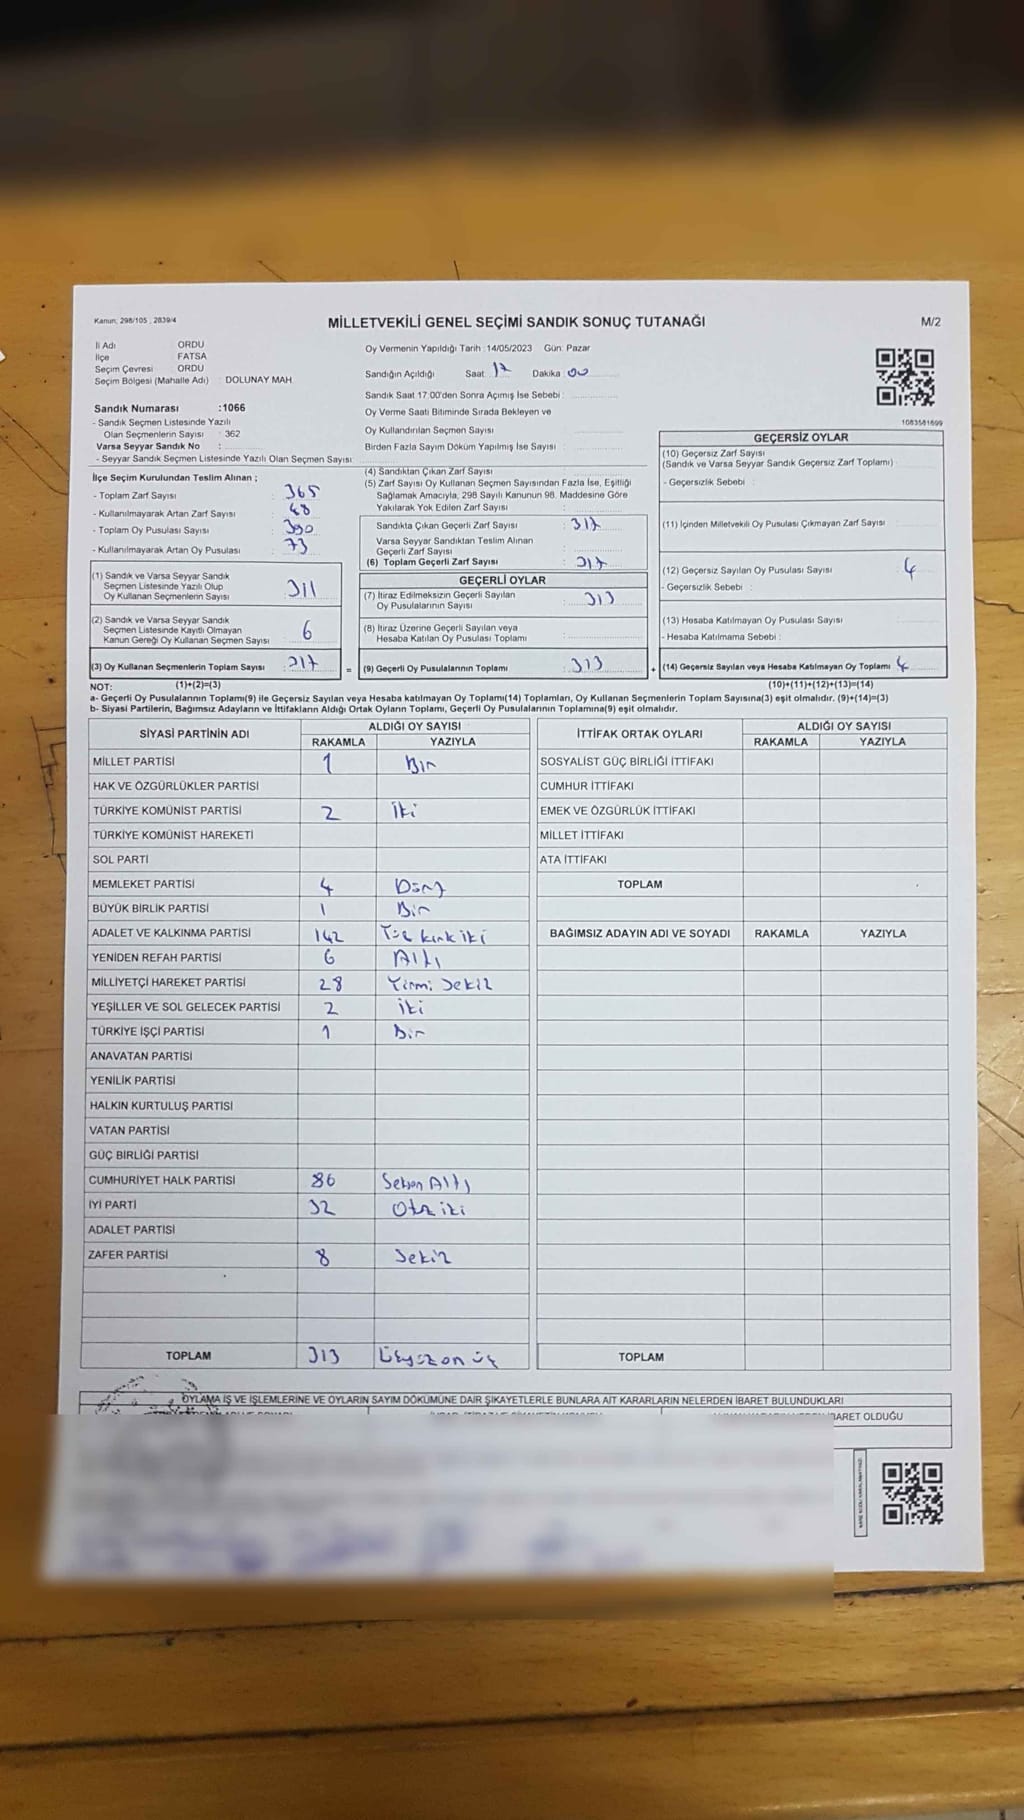 Kanun; 298/105 , 2839/4
MİLLETVEKİLİ GENEL SEÇİMİ SANDIK SONUÇ TUTANAĞI
M/2
İl Adı : ORDU
İlçe : FATSA
Seçim Çevresi : ORDU
Seçim Bölgesi (Mahalle Adı) : DOLUNAY MAH.
Sandık Numarası :1066
- Sandık Seçmen Listesinde Yazılı
Olan Seçmenlerin Sayısı : 362
Varsa Seyyar Sandık No :
- Seyyar Sandık Seçmen Listesinde Yazılı Olan Seçmen Sayısı :
Oy Vermenin Yapıldığı Tarih :14/05/2023 Gün: Pazar
Sandığın Açıldığı Saat : 17 Dakika : 00
Sandık Saat 17:00'den Sonra Açımış İse Sebebi :
Oy Verme Saati Bitiminde Sırada Bekleyen ve
Oy Kullandırılan Seçmen Sayısı
Birden Fazla Sayım Döküm Yapılmış İse Sayısı
1083581699
İlçe Seçim Kurulundan Teslim Alınan ;
- Toplam Zarf Sayısı : 365
- Kullanılmayarak Artan Zarf Sayısı : 48
- Toplam Oy Pusulası Sayısı : 390
- Kullanılmayarak Artan Oy Pusulası : 73
(1) Sandık ve Varsa Seyyar Sandık
Seçmen Listesinde Yazılı Olup
Oy Kullanan Seçmenlerin Sayısı : 311
(2) Sandık ve Varsa Seyyar Sandık
Seçmen Listesinde Kayıtlı Olmayan
Kanun Gereği Oy Kullanan Seçmen Sayısı : 6
(3) Oy Kullanan Seçmenlerin Toplam Sayısı : 317 =
(4) Sandıktan Çıkan Zarf Sayısı :
(5) Zarf Sayısı Oy Kullanan Seçmen Sayısından Fazla İse, Eşitliği
Sağlamak Amacıyla, 298 Sayılı Kanunun 98. Maddesine Göre
Yakılarak Yok Edilen Zarf Sayısı :
Sandıkta Çıkan Geçerli Zarf Sayısı : 317
Varsa Seyyar Sandıktan Teslim Alınan
Geçerli Zarf Sayısı :
(6) Toplam Geçerli Zarf Sayısı : 317
GEÇERLİ OYLAR
(7) İtiraz Edilmeksizin Geçerli Sayılan
Oy Pusulalarının Sayısı : 313
(8) İtiraz Üzerine Geçerli Sayılan veya
Hesaba Katılan Oy Pusulası Toplamı :
(9) Geçerli Oy Pusulalarının Toplamı : 313 +
GEÇERSİZ OYLAR
(10) Geçersiz Zarf Sayısı
(Sandık ve Varsa Seyyar Sandık Geçersiz Zarf Toplamı) :
- Geçersizlik Sebebi :
(11) İçinden Milletvekili Oy Pusulası Çıkmayan Zarf Sayısı :
(12) Geçersiz Sayılan Oy Pusulası Sayısı : 4
- Geçersizlik Sebebi :
(13) Hesaba Katılmayan Oy Pusulası Sayısı :
- Hesaba Katılmama Sebebi :
(14) Geçersiz Sayılan veya Hesaba Katılmayan Oy Toplamı : 4
NOT: (1)+(2)=(3) (10)+(11)+(12)+(13)=(14)
a- Geçerli Oy Pusulalarının Toplamı(9) ile Geçersiz Sayılan veya Hesaba katılmayan Oy Toplamı(14) Toplamları, Oy Kullanan Seçmenlerin Toplam Sayısına(3) eşit olmalıdır. (9)+(14)=(3)
b- Siyasi Partilerin, Bağımsız Adayların ve İttifakların Aldığı Ortak Oyların Toplamı, Geçerli Oy Pusulalarının Toplamına(9) eşit olmalıdır.
SİYASİ PARTİNİN ADI ALDIĞI OY SAYISI
RAKAMLA YAZIYLA
MİLLET PARTİSİ 1 Bir
HAK VE ÖZGÜRLÜKLER PARTİSİ
TÜRKİYE KOMÜNİST PARTİSİ 2 İki
TÜRKİYE KOMÜNİST HAREKETİ
SOL PARTİ
MEMLEKET PARTİSİ 4 Dört
BÜYÜK BİRLİK PARTİSİ 1 Bir
ADALET VE KALKINMA PARTİSİ 142 Yüz kırk iki
YENİDEN REFAH PARTİSİ 6 Altı
MİLLİYETÇİ HAREKET PARTİSİ 28 Yirmi Sekiz
YEŞİLLER VE SOL GELECEK PARTİSİ 2 İki
TÜRKİYE İŞÇİ PARTİSİ 1 Bir
ANAVATAN PARTİSİ
YENİLİK PARTİSİ
HALKIN KURTULUŞ PARTİSİ
VATAN PARTİSİ
GÜÇ BİRLİĞİ PARTİSİ
CUMHURİYET HALK PARTİSİ 86 Seksen Altı
İYİ PARTİ 32 Otuz iki
ADALET PARTİSİ
ZAFER PARTİSİ 8 Sekiz
TOPLAM 313 Üçyüzon üç
İTTİFAK ORTAK OYLARI ALDIĞI OY SAYISI
RAKAMLA YAZIYLA
SOSYALİST GÜÇ BİRLİĞİ İTTİFAKI
CUMHUR İTTİFAKI
EMEK VE ÖZGÜRLÜK İTTİFAKI
MİLLET İTTİFAKI
ATA İTTİFAKI
TOPLAM
BAĞIMSIZ ADAYIN ADI VE SOYADI RAKAMLA YAZIYLA
TOPLAM
OYLAMA İŞ VE İŞLEMLERİNE VE OYLARIN SAYIM DÖKÜMÜNE DAİR ŞİKAYETLERLE BUNLARA AİT KARARLARIN NELERDEN İBARET BULUNDUKLARI
İBARET OLDUĞU